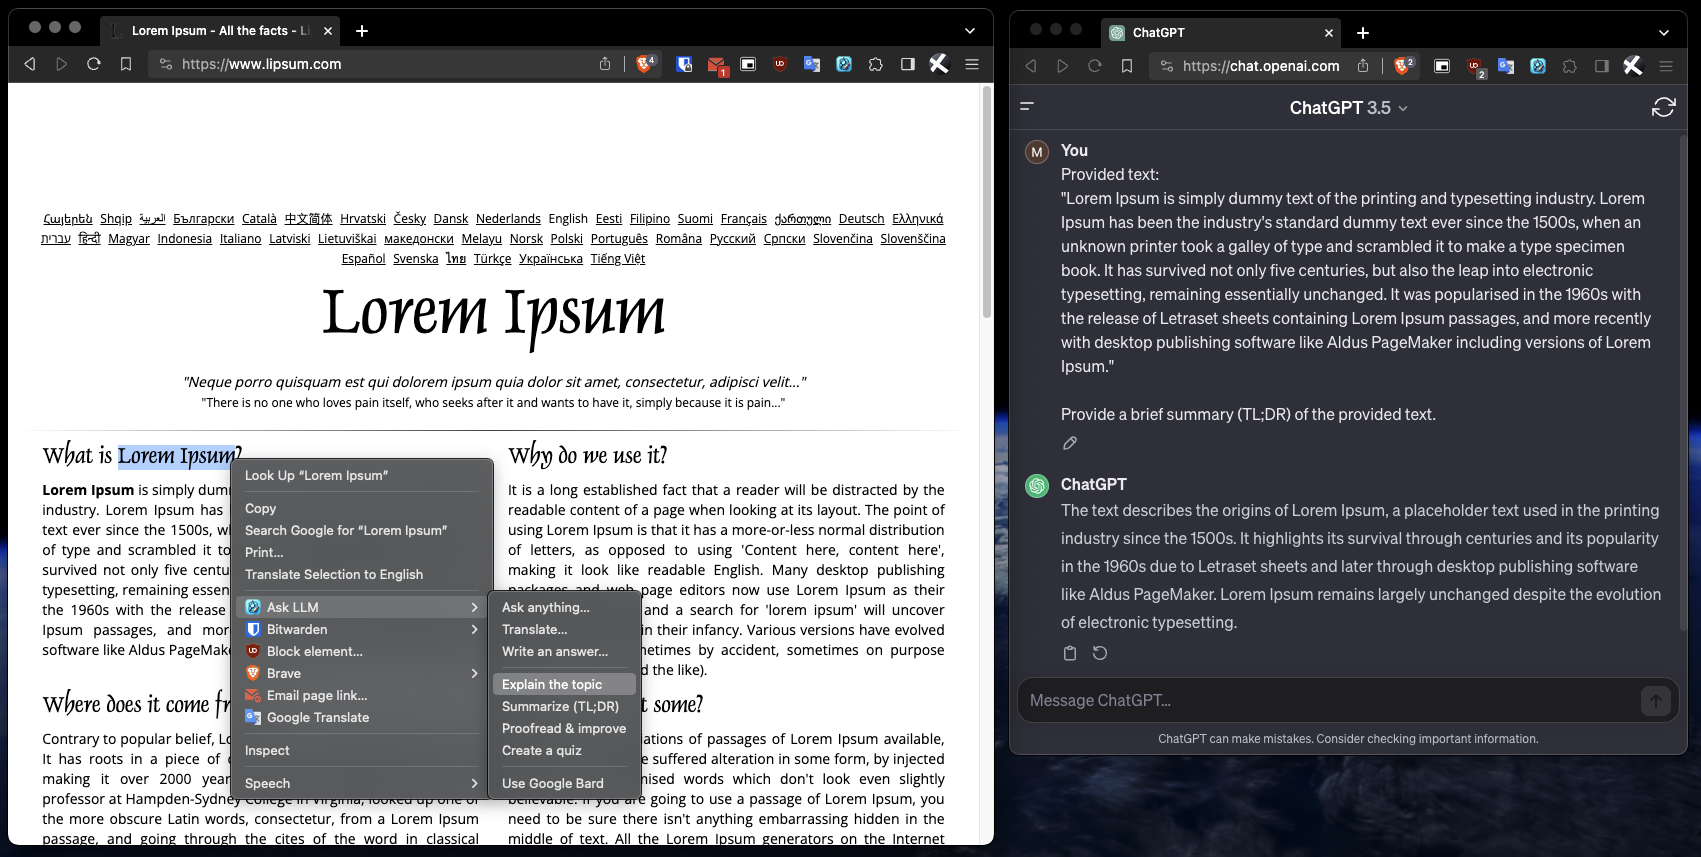 Lorem Ipsum - All the facts - Li
https://www.lipsum.com
4
1
Հայերեն Shqip العربية Български Català 中文简体 Hrvatski Česky Dansk Nederlands English Eesti Filipino Suomi Français ქართული Deutsch Ελληνικά
עברית हिन्दी Magyar Indonesia Italiano Latviski Lietuviškai македонски Melayu Norsk Polski Português Româna Русский Српски Slovenčina Slovenščina
Español Svenska ไทย Türkçe Українська Tiếng Việt
Lorem Ipsum
"Neque porro quisquam est qui dolorem ipsum quia dolor sit amet, consectetur, adipisci velit..."
"There is no one who loves pain itself, who seeks after it and wants to have it, simply because it is pain..."
What is Lorem Ipsum?
Lorem Ipsum is simply dum
industry. Lorem Ipsum has
text ever since the 1500s, w
of type and scrambled it to
survived not only five centu
typesetting, remaining essen
the 1960s with the release
Ipsum passages, and mor
software like Aldus PageMake
Where does it come fr
Contrary to popular belief, Lo
It has roots in a piece of c
making it over 2000 year
professor at Hampden-Sydney College in Virginia, looked up one of
the more obscure Latin words, consectetur, from a Lorem Ipsum
passage, and going through the cites of the word in classical
Why do we use it?
It is a long established fact that a reader will be distracted by the
readable content of a page when looking at its layout. The point of
using Lorem Ipsum is that it has a more-or-less normal distribution
of letters, as opposed to using 'Content here, content here',
making it look like readable English. Many desktop publishing
packages and web page editors now use Lorem Ipsum as their
and a search for 'lorem ipsum' will uncover
in their infancy. Various versions have evolved
metimes by accident, sometimes on purpose
d the like).
t some?
iations of passages of Lorem Ipsum available,
e suffered alteration in some form, by injected
nised words which don't look even slightly
believable. If you are going to use a passage of Lorem Ipsum, you
need to be sure there isn't anything embarrassing hidden in the
middle of text. All the Lorem Ipsum generators on the Internet
Look Up “Lorem Ipsum”
Copy
Search Google for “Lorem Ipsum”
Print...
Translate Selection to English
Ask LLM
Bitwarden
Block element...
Brave
Email page link...
Google Translate
Inspect
Speech
Ask anything...
Translate...
Write an answer...
Explain the topic
Summarize (TL;DR)
Proofread & improve
Create a quiz
Use Google Bard
ChatGPT
https://chat.openai.com
2
2
ChatGPT 3.5
M
You
Provided text:
"Lorem Ipsum is simply dummy text of the printing and typesetting industry. Lorem
Ipsum has been the industry's standard dummy text ever since the 1500s, when an
unknown printer took a galley of type and scrambled it to make a type specimen
book. It has survived not only five centuries, but also the leap into electronic
typesetting, remaining essentially unchanged. It was popularised in the 1960s with
the release of Letraset sheets containing Lorem Ipsum passages, and more recently
with desktop publishing software like Aldus PageMaker including versions of Lorem
Ipsum."
Provide a brief summary (TL;DR) of the provided text.
ChatGPT
The text describes the origins of Lorem Ipsum, a placeholder text used in the printing
industry since the 1500s. It highlights its survival through centuries and its popularity
in the 1960s due to Letraset sheets and later through desktop publishing software
like Aldus PageMaker. Lorem Ipsum remains largely unchanged despite the evolution
of electronic typesetting.
Message ChatGPT...
ChatGPT can make mistakes. Consider checking important information.